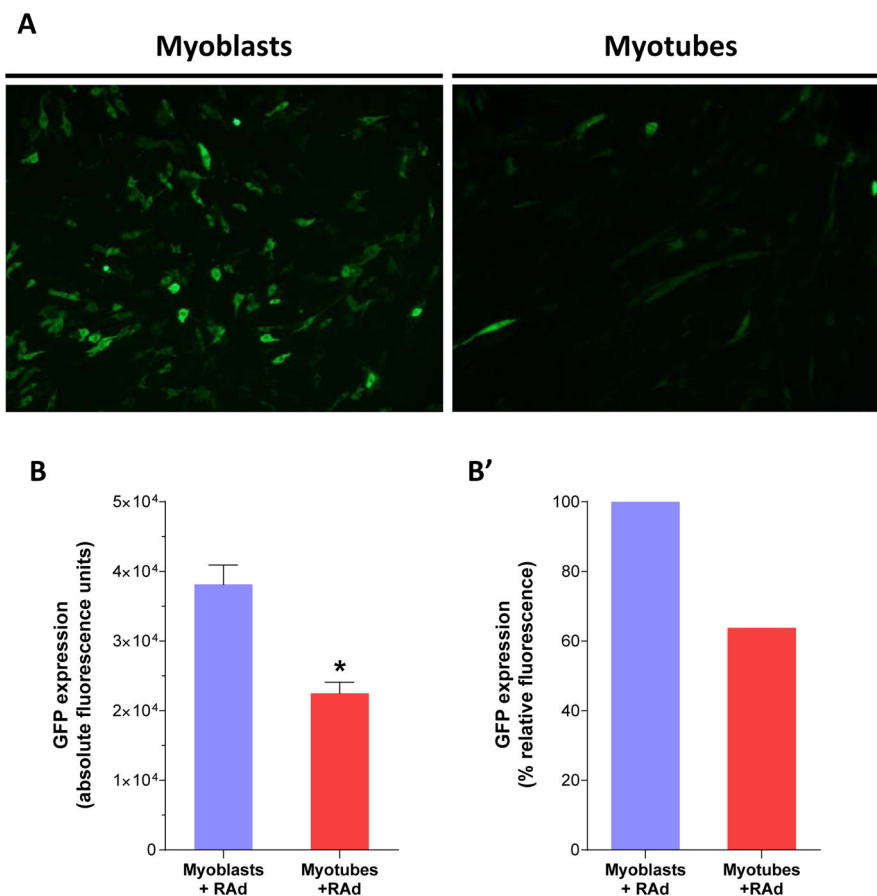 A
Myoblasts
Myotubes
B
GFP expression
(absolute fluorescence units)
5×10⁴
4×10⁴
3×10⁴
2×10⁴
1×10⁴
0
*
Myoblasts
+ RAd
Myotubes
+RAd
B’
GFP expression
(% relative fluorescence)
100
80
60
40
20
0
Myoblasts
+ RAd
Myotubes
+RAd